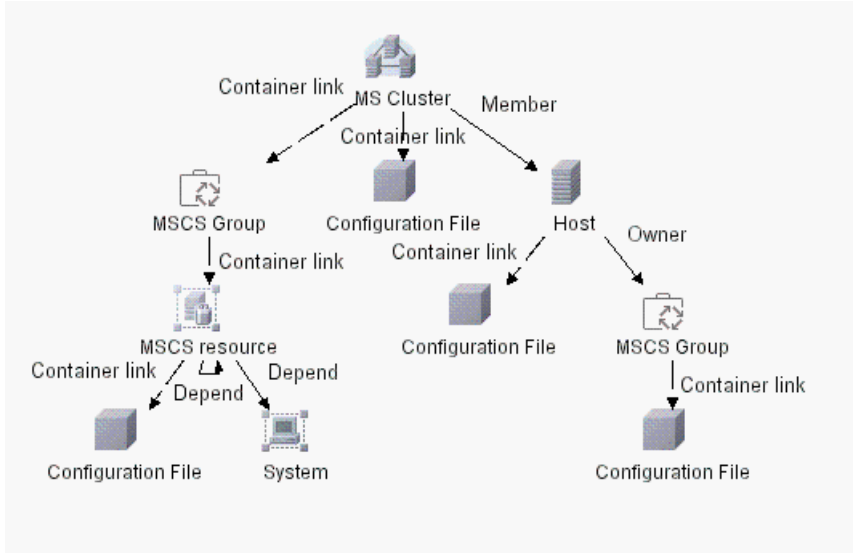 Container link
MS Cluster
Member
Container link
MSCS Group
Configuration File
Host
Container link
Owner
Container link
MSCS resource
Configuration File
MSCS Group
Container link
Depend
Depend
Container link
Configuration File
System
Configuration File